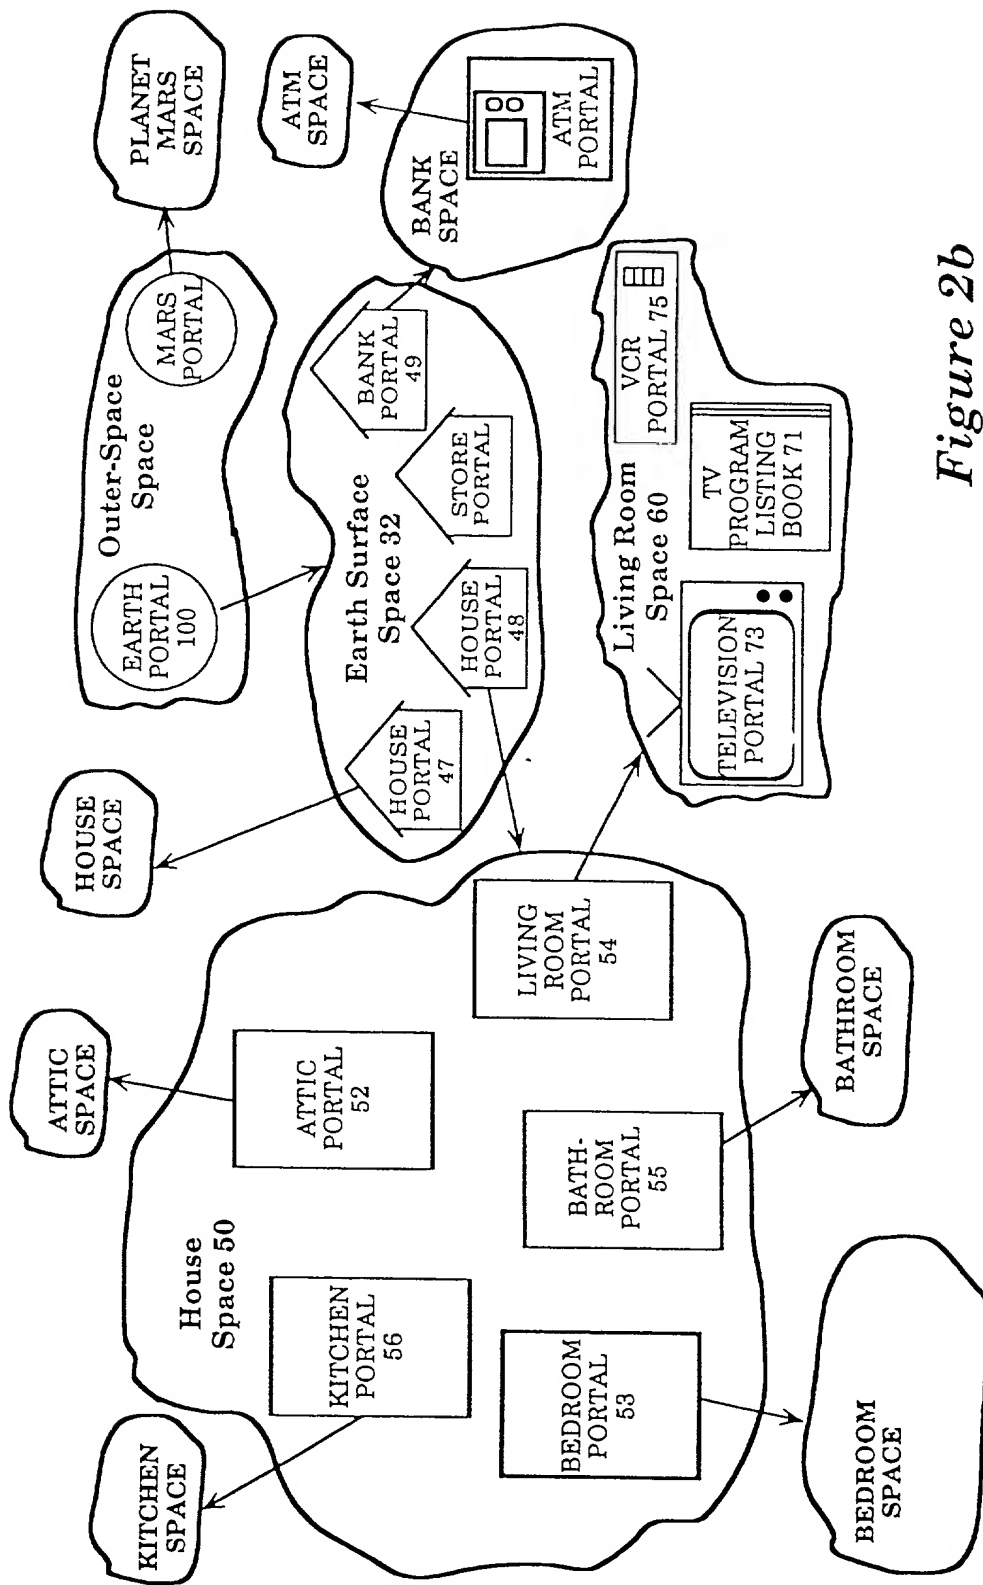 KITCHEN
SPACE
ATTIC
SPACE
HOUSE
SPACE
EARTH
PORTAL
100
Outer-Space
Space
MARS
PORTAL
PLANET
MARS
SPACE
ATM
SPACE
House
Space 50
KITCHEN
PORTAL
56
ATTIC
PORTAL
52
HOUSE
PORTAL
47
Earth Surface
Space 32
HOUSE
PORTAL
48
STORE
PORTAL
BANK
PORTAL
49
BANK
SPACE
ATM
PORTAL
BEDROOM
PORTAL
53
BATH-
ROOM
PORTAL
55
LIVING
ROOM
PORTAL
54
Living Room
Space 60
TELEVISION
PORTAL 73
TV
PROGRAM
LISTING
BOOK 71
VCR
PORTAL 75
BEDROOM
SPACE
BATHROOM
SPACE
Figure 2b